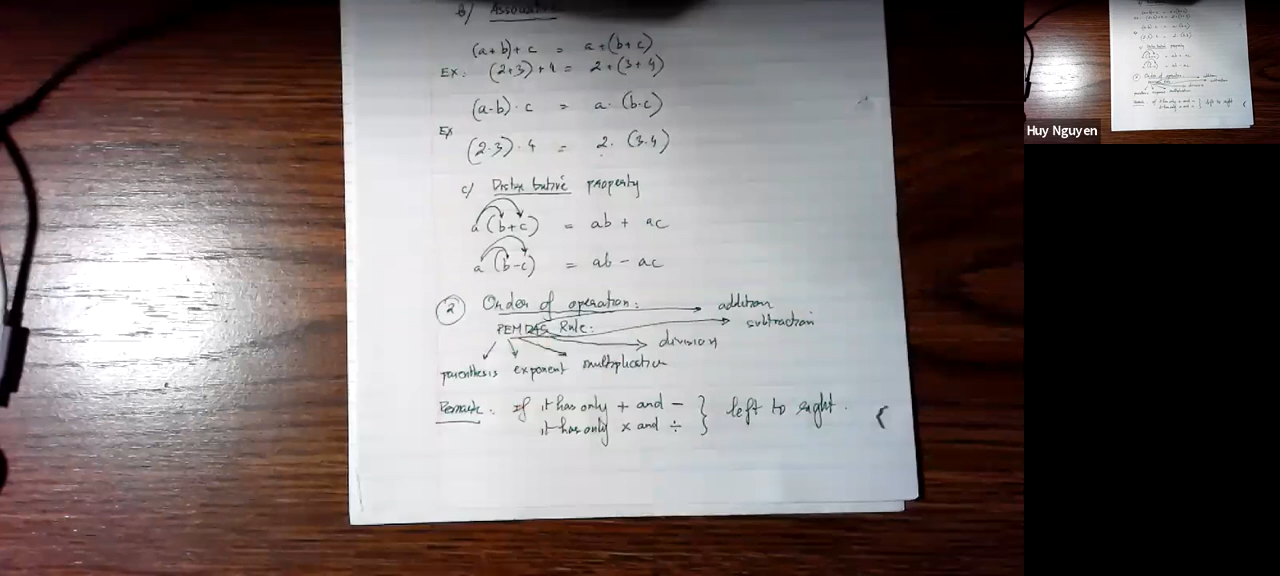 b/ Associative
(a+b)+c = a+(b+c)
Ex: (2+3)+4 = 2+(3+4)
(a·b)·c = a·(b·c)
Ex
(2·3)·4 = 2·(3·4)
c/ Distributive property
a(b+c) = ab + ac
a(b-c) = ab - ac
2 Order of operation: addition
PEMDAS Rule: subtraction
division
parenthesis exponent multiplication
Remark: If it has only + and - } left to right.
it has only × and ÷
Huy Nguyen